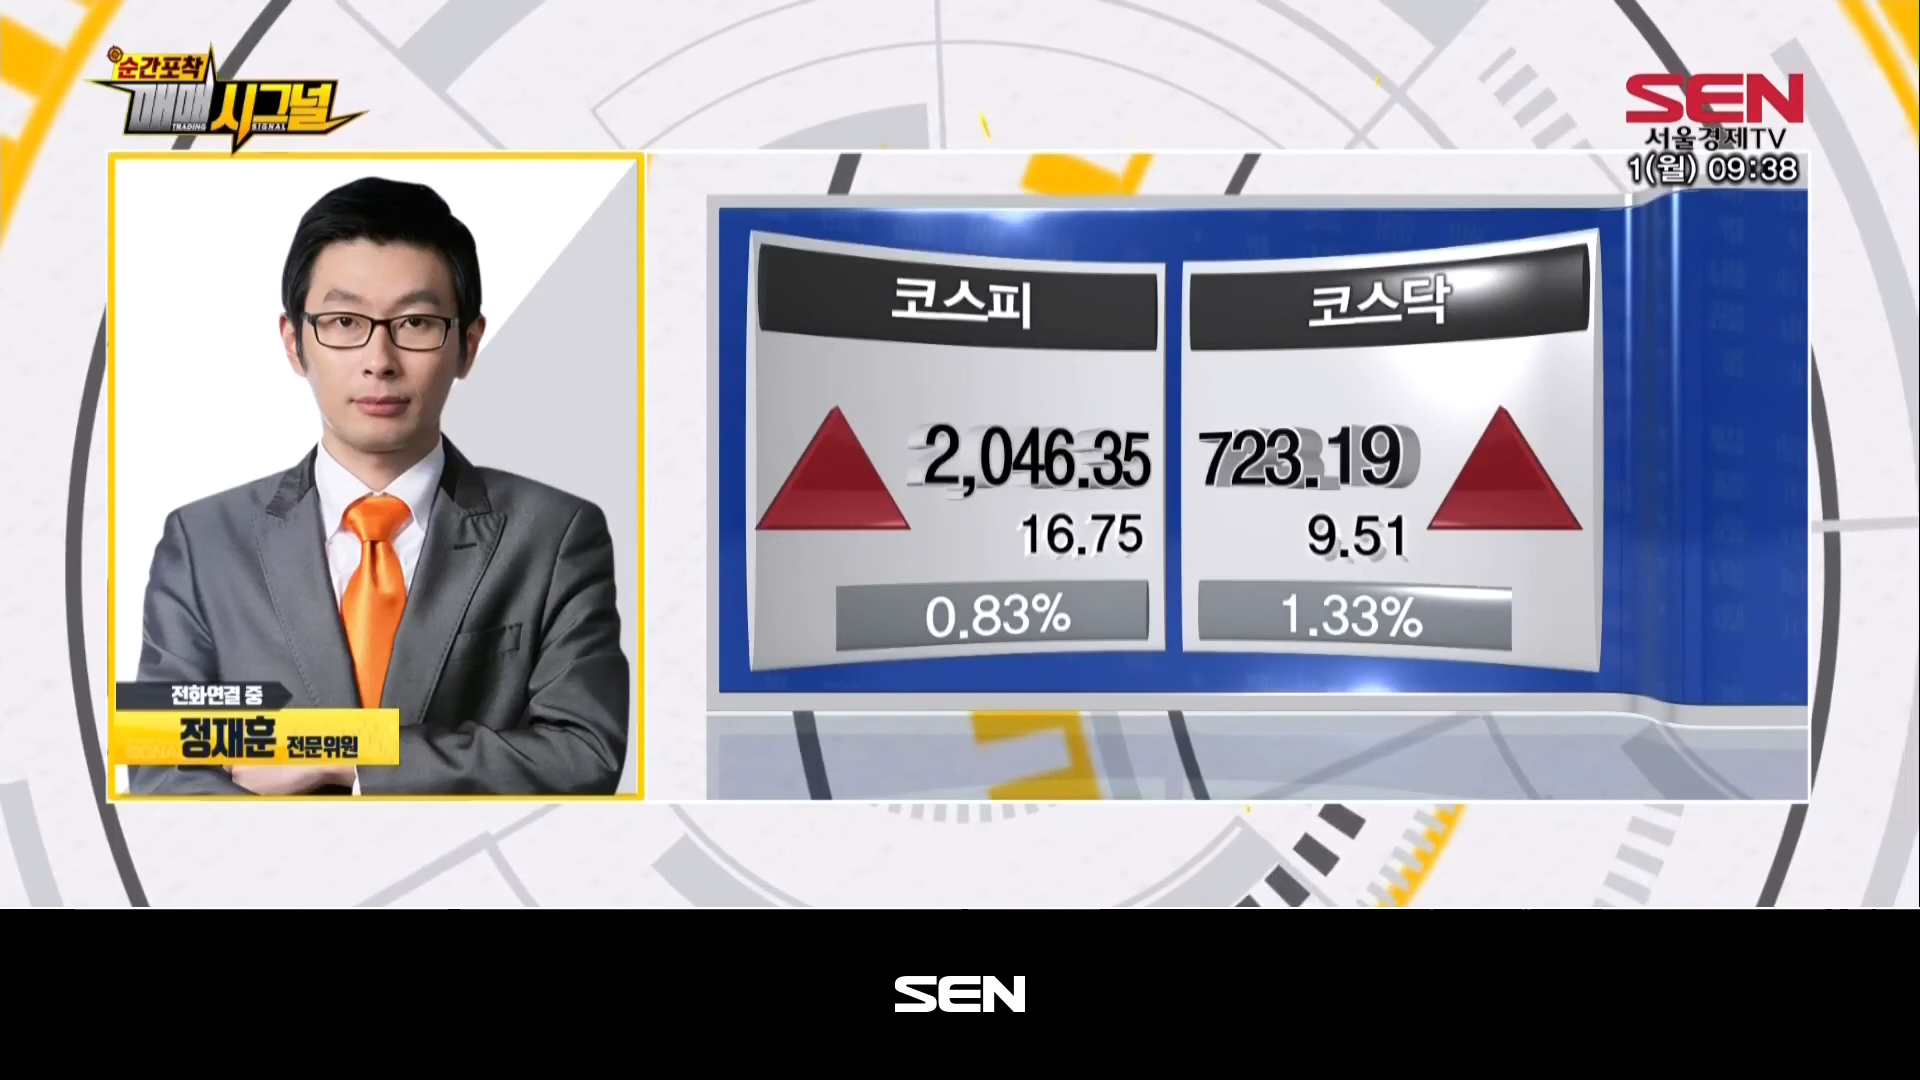 순간포착
매매 시그널
TRADING SIGNAL
SEN
서울경제TV
1(월) 09:38
코스피
2,046.35
16.75
0.83%
코스닥
723.19
9.51
1.33%
전화연결 중
정재훈 전문위원
SEN